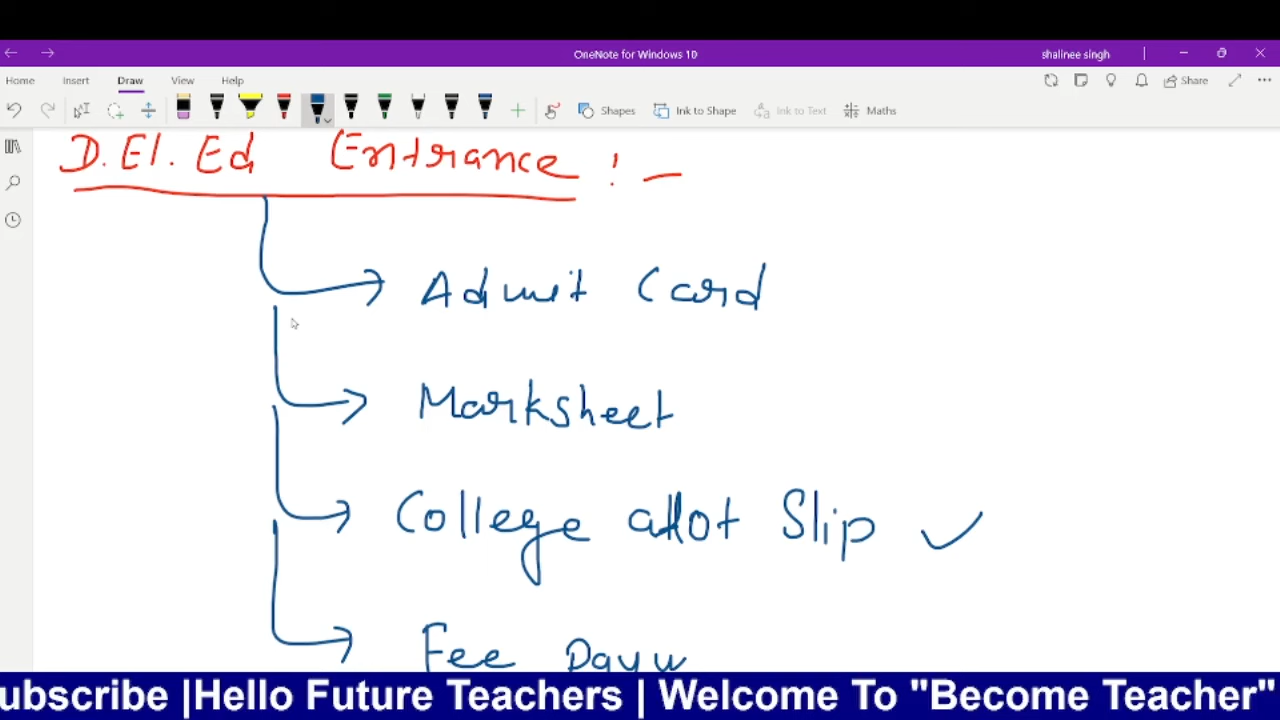 OneNote for Windows 10
shalinee singh
Home Insert Draw View Help
Share
Shapes Ink to Shape Ink to Text Maths
D. El. Ed Entrance :-
Admit Card
Marksheet
College allot Slip ✓
Fee
ubscribe |Hello Future Teachers | Welcome To "Become Teacher"